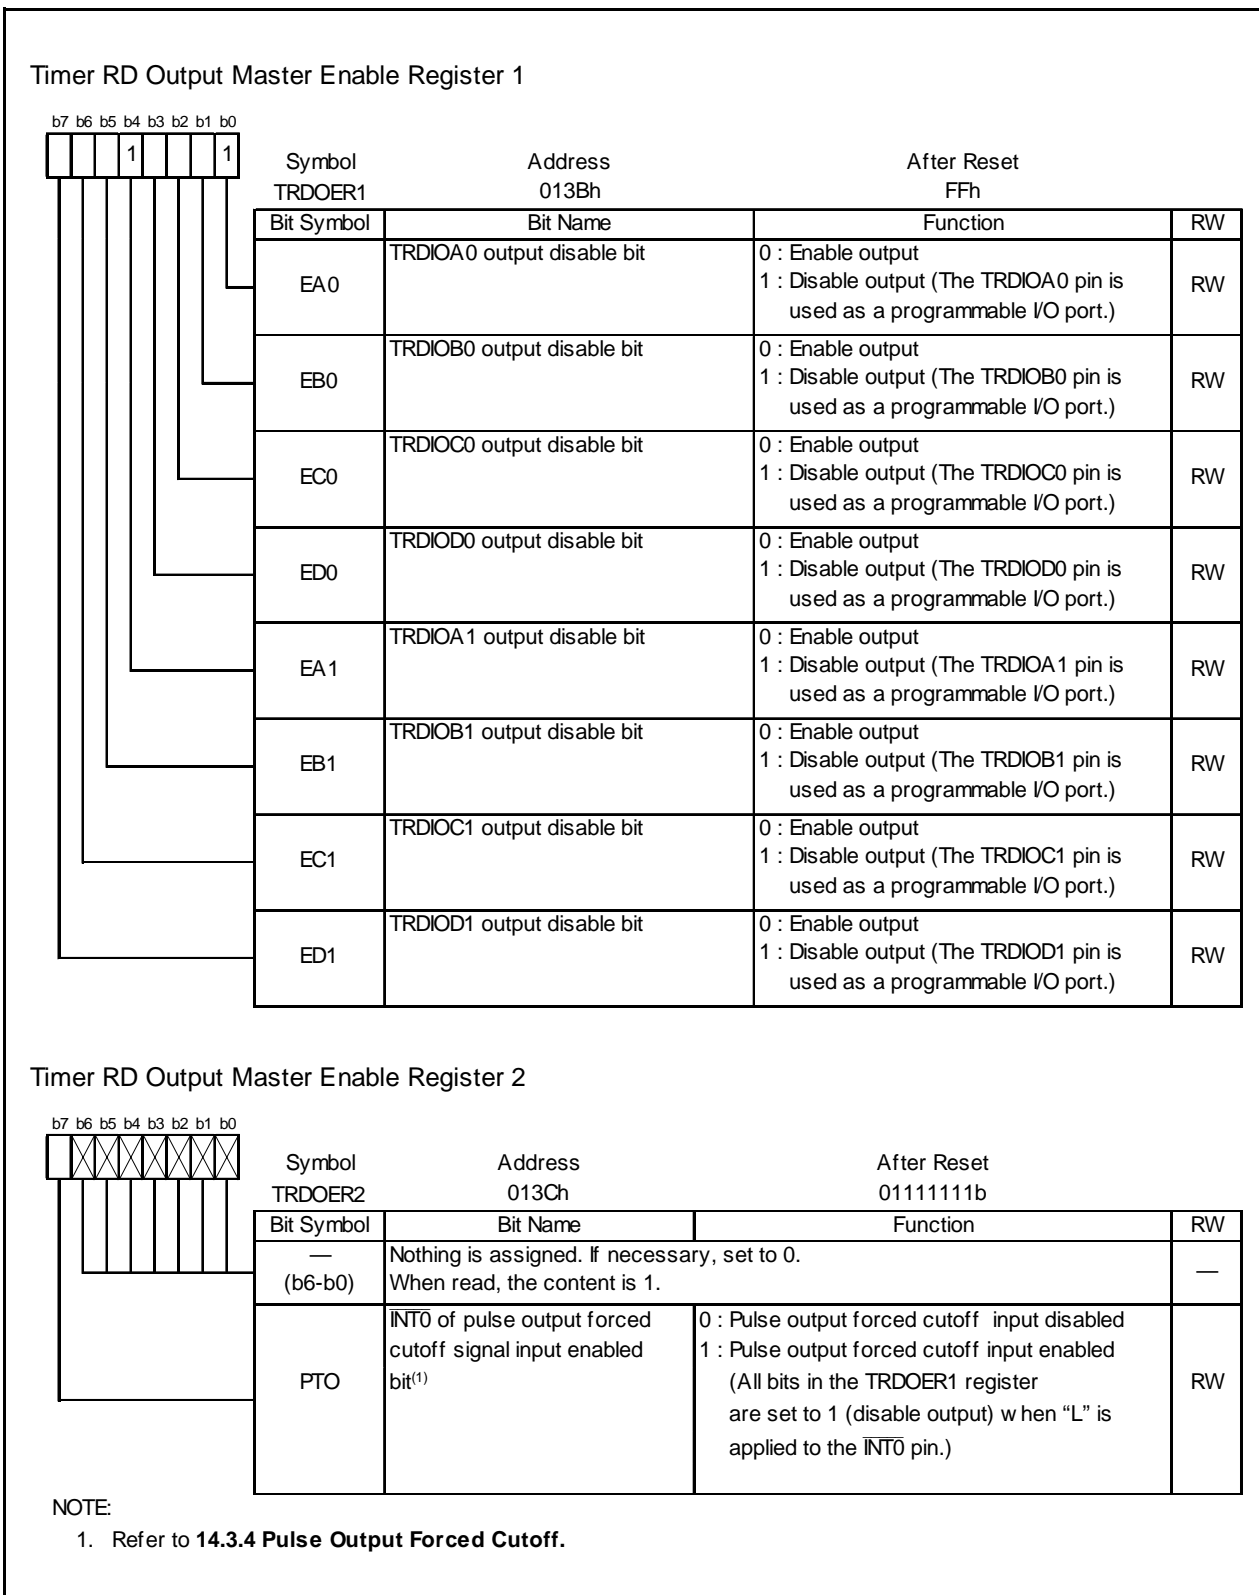 Timer RD Output Master Enable Register 1
b7 b6 b5 b4 b3 b2 b1 b0
1 1
Symbol Address After Reset
TRDOER1 013Bh FFh
Bit Symbol Bit Name Function RW
EA0 TRDIOA0 output disable bit 0 : Enable output
1 : Disable output (The TRDIOA0 pin is
used as a programmable I/O port.) RW
EB0 TRDIOB0 output disable bit 0 : Enable output
1 : Disable output (The TRDIOB0 pin is
used as a programmable I/O port.) RW
EC0 TRDIOC0 output disable bit 0 : Enable output
1 : Disable output (The TRDIOC0 pin is
used as a programmable I/O port.) RW
ED0 TRDIOD0 output disable bit 0 : Enable output
1 : Disable output (The TRDIOD0 pin is
used as a programmable I/O port.) RW
EA1 TRDIOA1 output disable bit 0 : Enable output
1 : Disable output (The TRDIOA1 pin is
used as a programmable I/O port.) RW
EB1 TRDIOB1 output disable bit 0 : Enable output
1 : Disable output (The TRDIOB1 pin is
used as a programmable I/O port.) RW
EC1 TRDIOC1 output disable bit 0 : Enable output
1 : Disable output (The TRDIOC1 pin is
used as a programmable I/O port.) RW
ED1 TRDIOD1 output disable bit 0 : Enable output
1 : Disable output (The TRDIOD1 pin is
used as a programmable I/O port.) RW
Timer RD Output Master Enable Register 2
b7 b6 b5 b4 b3 b2 b1 b0
Symbol Address After Reset
TRDOER2 013Ch 01111111b
Bit Symbol Bit Name Function RW
— Nothing is assigned. If necessary, set to 0. —
(b6-b0) When read, the content is 1.
INT0 of pulse output forced 0 : Pulse output forced cutoff input disabled
cutoff signal input enabled 1 : Pulse output forced cutoff input enabled
PTO bit(1) (All bits in the TRDOER1 register RW
are set to 1 (disable output) when “L” is
applied to the INT0 pin.)
NOTE:
1. Refer to 14.3.4 Pulse Output Forced Cutoff.